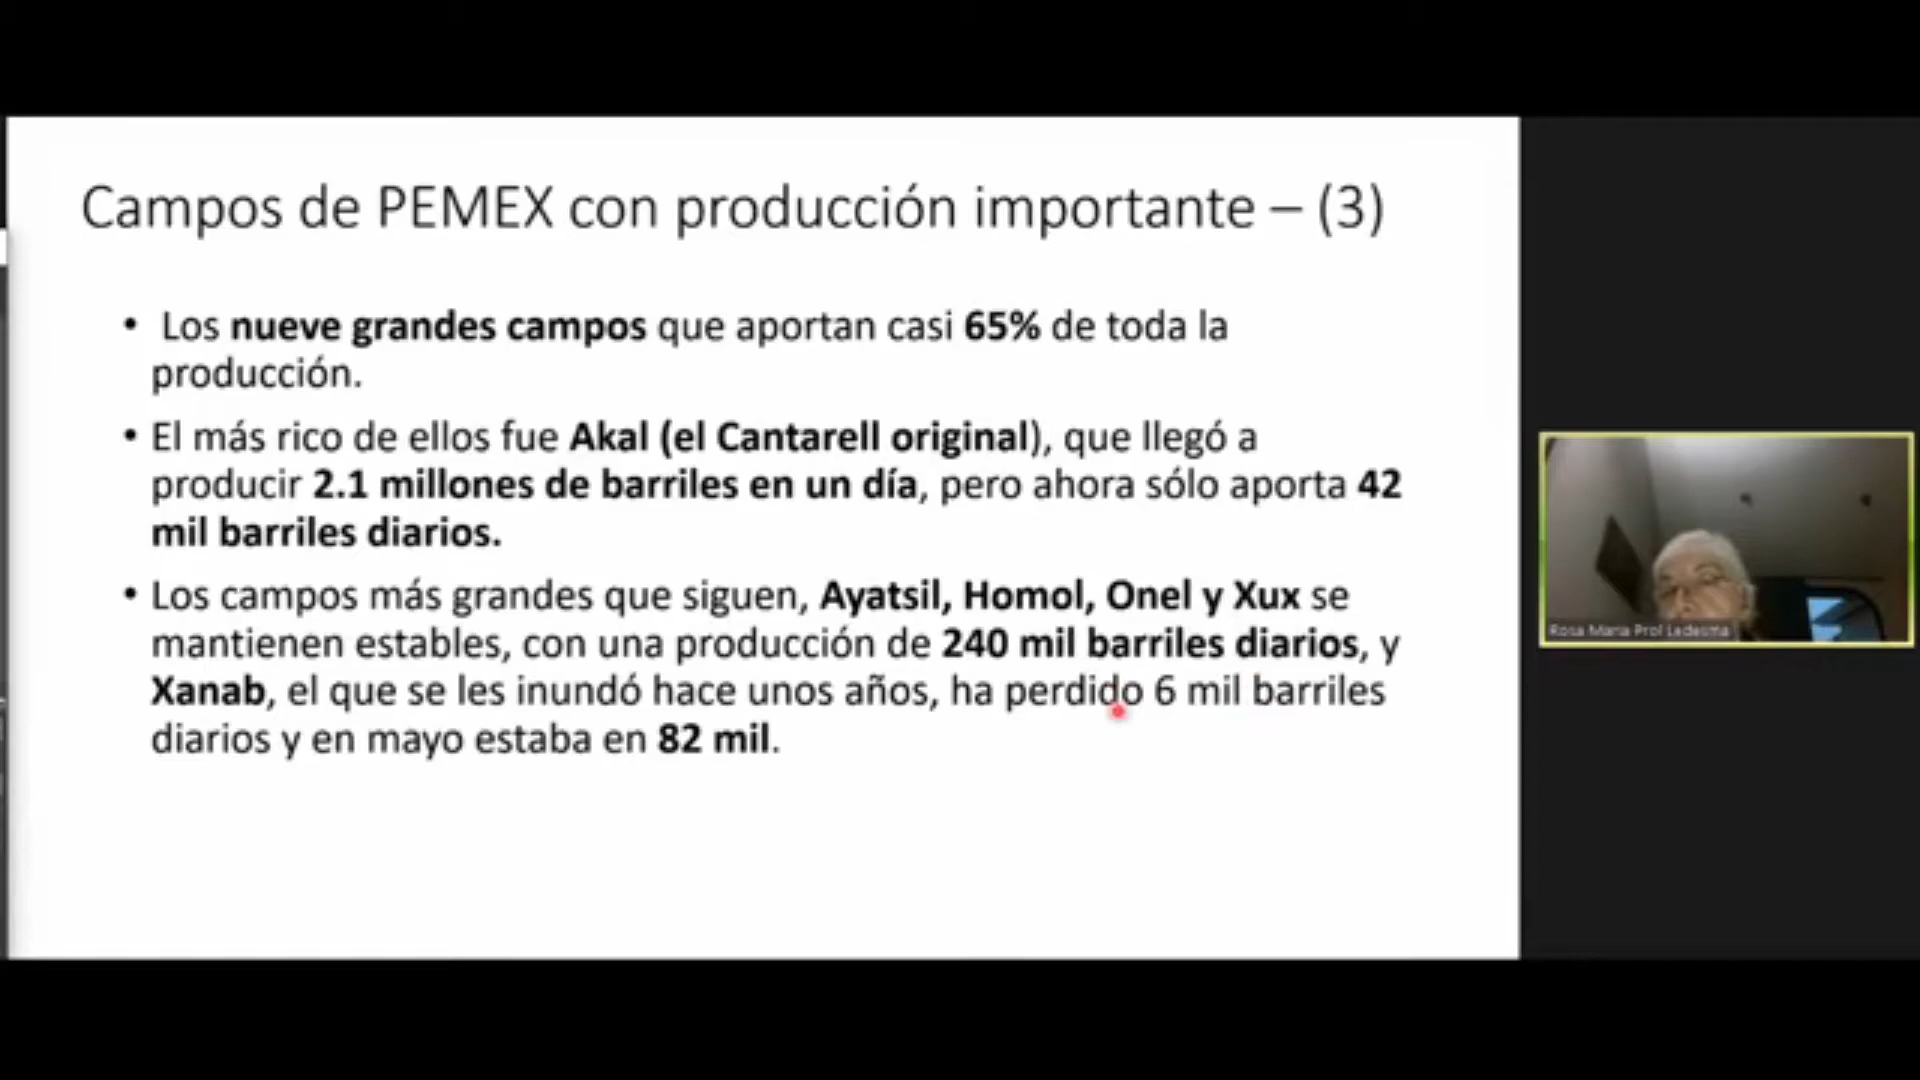 Campos de PEMEX con producción importante – (3)
• Los nueve grandes campos que aportan casi 65% de toda la
producción.
• El más rico de ellos fue Akal (el Cantarell original), que llegó a
producir 2.1 millones de barriles en un día, pero ahora sólo aporta 42
mil barriles diarios.
• Los campos más grandes que siguen, Ayatsil, Homol, Onel y Xux se
mantienen estables, con una producción de 240 mil barriles diarios, y
Xanab, el que se les inundó hace unos años, ha perdido 6 mil barriles
diarios y en mayo estaba en 82 mil.
Rosa Maria Prol Ledesma